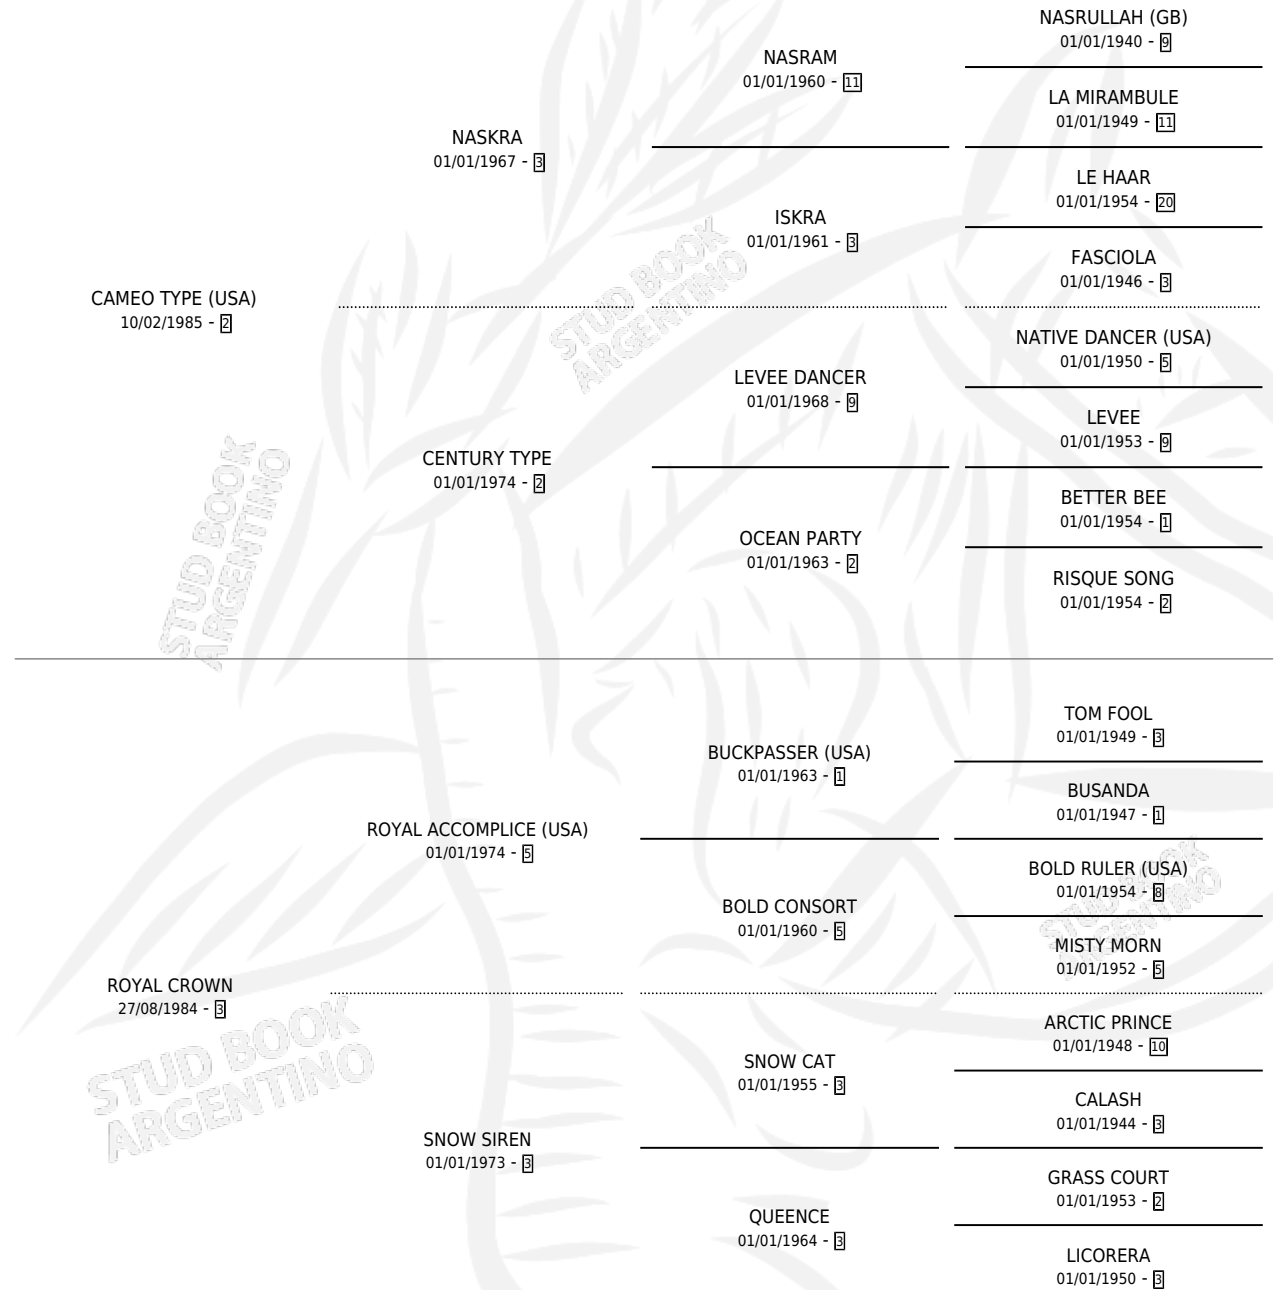 NASRULLAH (GB)
01/01/1940 - 9
NASRAM
01/01/1960 - 11
LA MIRAMBULE
01/01/1949 - 11
NASKRA
01/01/1967 - 3
LE HAAR
01/01/1954 - 20
ISKRA
01/01/1961 - 3
FASCIOLA
01/01/1946 - 3
CAMEO TYPE (USA)
10/02/1985 - 2
NATIVE DANCER (USA)
01/01/1950 - 5
LEVEE DANCER
01/01/1968 - 9
LEVEE
01/01/1953 - 9
CENTURY TYPE
01/01/1974 - 2
BETTER BEE
01/01/1954 - 1
OCEAN PARTY
01/01/1963 - 2
RISQUE SONG
01/01/1954 - 2
STUD BOOK
ARGENTINO
STUD BOOK
ARGENTINO
TOM FOOL
01/01/1949 - 3
BUCKPASSER (USA)
01/01/1963 - 1
BUSANDA
01/01/1947 - 1
ROYAL ACCOMPLICE (USA)
01/01/1974 - 5
BOLD RULER (USA)
01/01/1954 - 8
BOLD CONSORT
01/01/1960 - 5
MISTY MORN
01/01/1952 - 5
ROYAL CROWN
27/08/1984 - 3
ARCTIC PRINCE
01/01/1948 - 10
SNOW CAT
01/01/1955 - 3
CALASH
01/01/1944 - 3
SNOW SIREN
01/01/1973 - 3
GRASS COURT
01/01/1953 - 2
QUEENCE
01/01/1964 - 3
LICORERA
01/01/1950 - 3
STUD BOOK
ARGENTINO
STUD BOOK
ARGENTINO